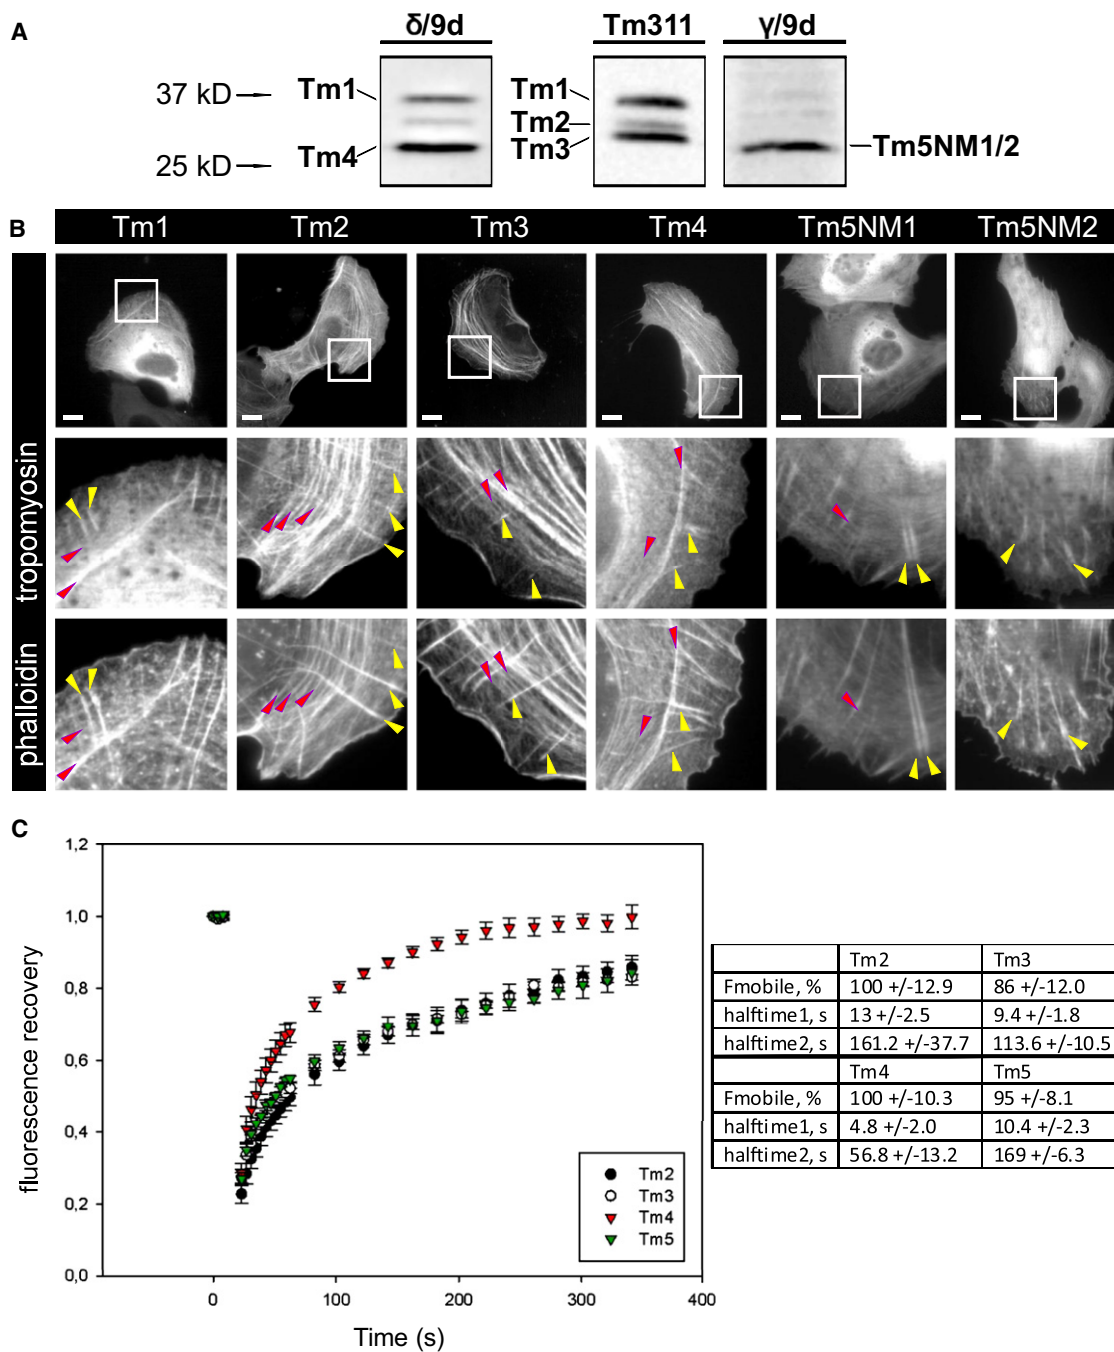 A
δ/9d
Tm311
γ/9d
37 kD
Tm1
Tm1
Tm2
Tm4
Tm3
Tm5NM1/2
25 kD
B
Tm1 Tm2 Tm3 Tm4 Tm5NM1 Tm5NM2
tropomyosin
phalloidin
C
1,2
1,0
0,8
0,6
0,4
0,2
0,0
fluorescence recovery
0 100 200 300 400
Time (s)
Tm2
Tm3
Tm4
Tm5
Tm2 Tm3
Fmobile, % 100 +/-12.9 86 +/-12.0
halftime1, s 13 +/-2.5 9.4 +/-1.8
halftime2, s 161.2 +/-37.7 113.6 +/-10.5
Tm4 Tm5
Fmobile, % 100 +/-10.3 95 +/-8.1
halftime1, s 4.8 +/-2.0 10.4 +/-2.3
halftime2, s 56.8 +/-13.2 169 +/-6.3